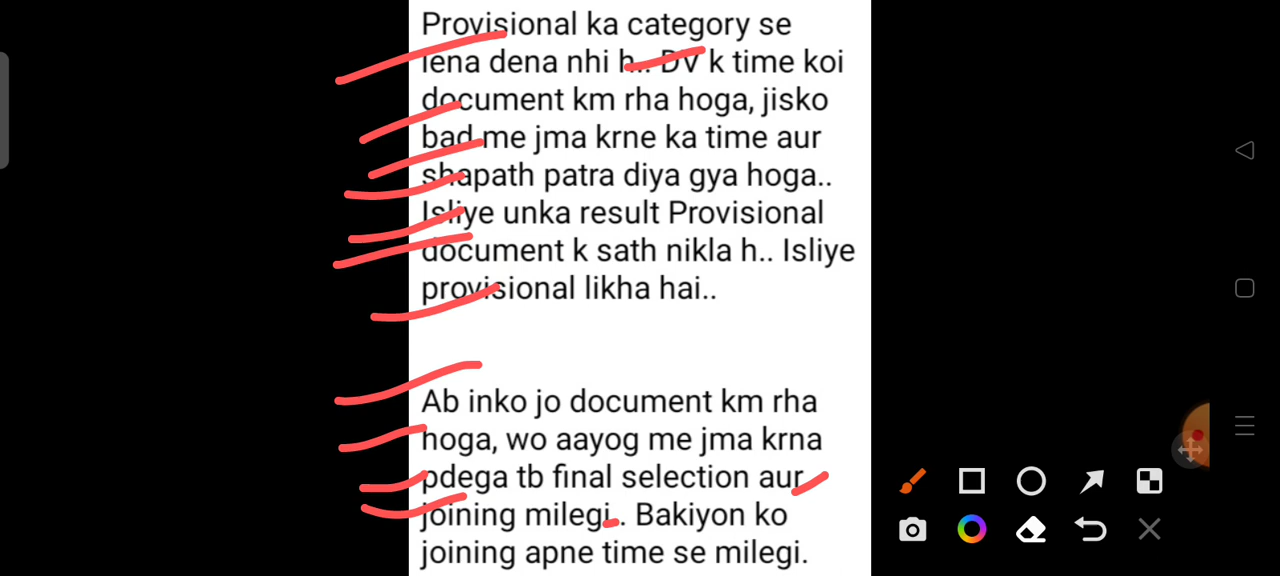 Provisional ka category se
lena dena nhi h.. DV k time koi
document km rha hoga, jisko
bad me jma krne ka time aur
shapath patra diya gya hoga..
Isliye unka result Provisional
document k sath nikla h.. Isliye
provisional likha hai..
Ab inko jo document km rha
hoga, wo aayog me jma krna
pdega tb final selection aur
joining milegi.. Bakiyon ko
joining apne time se milegi.